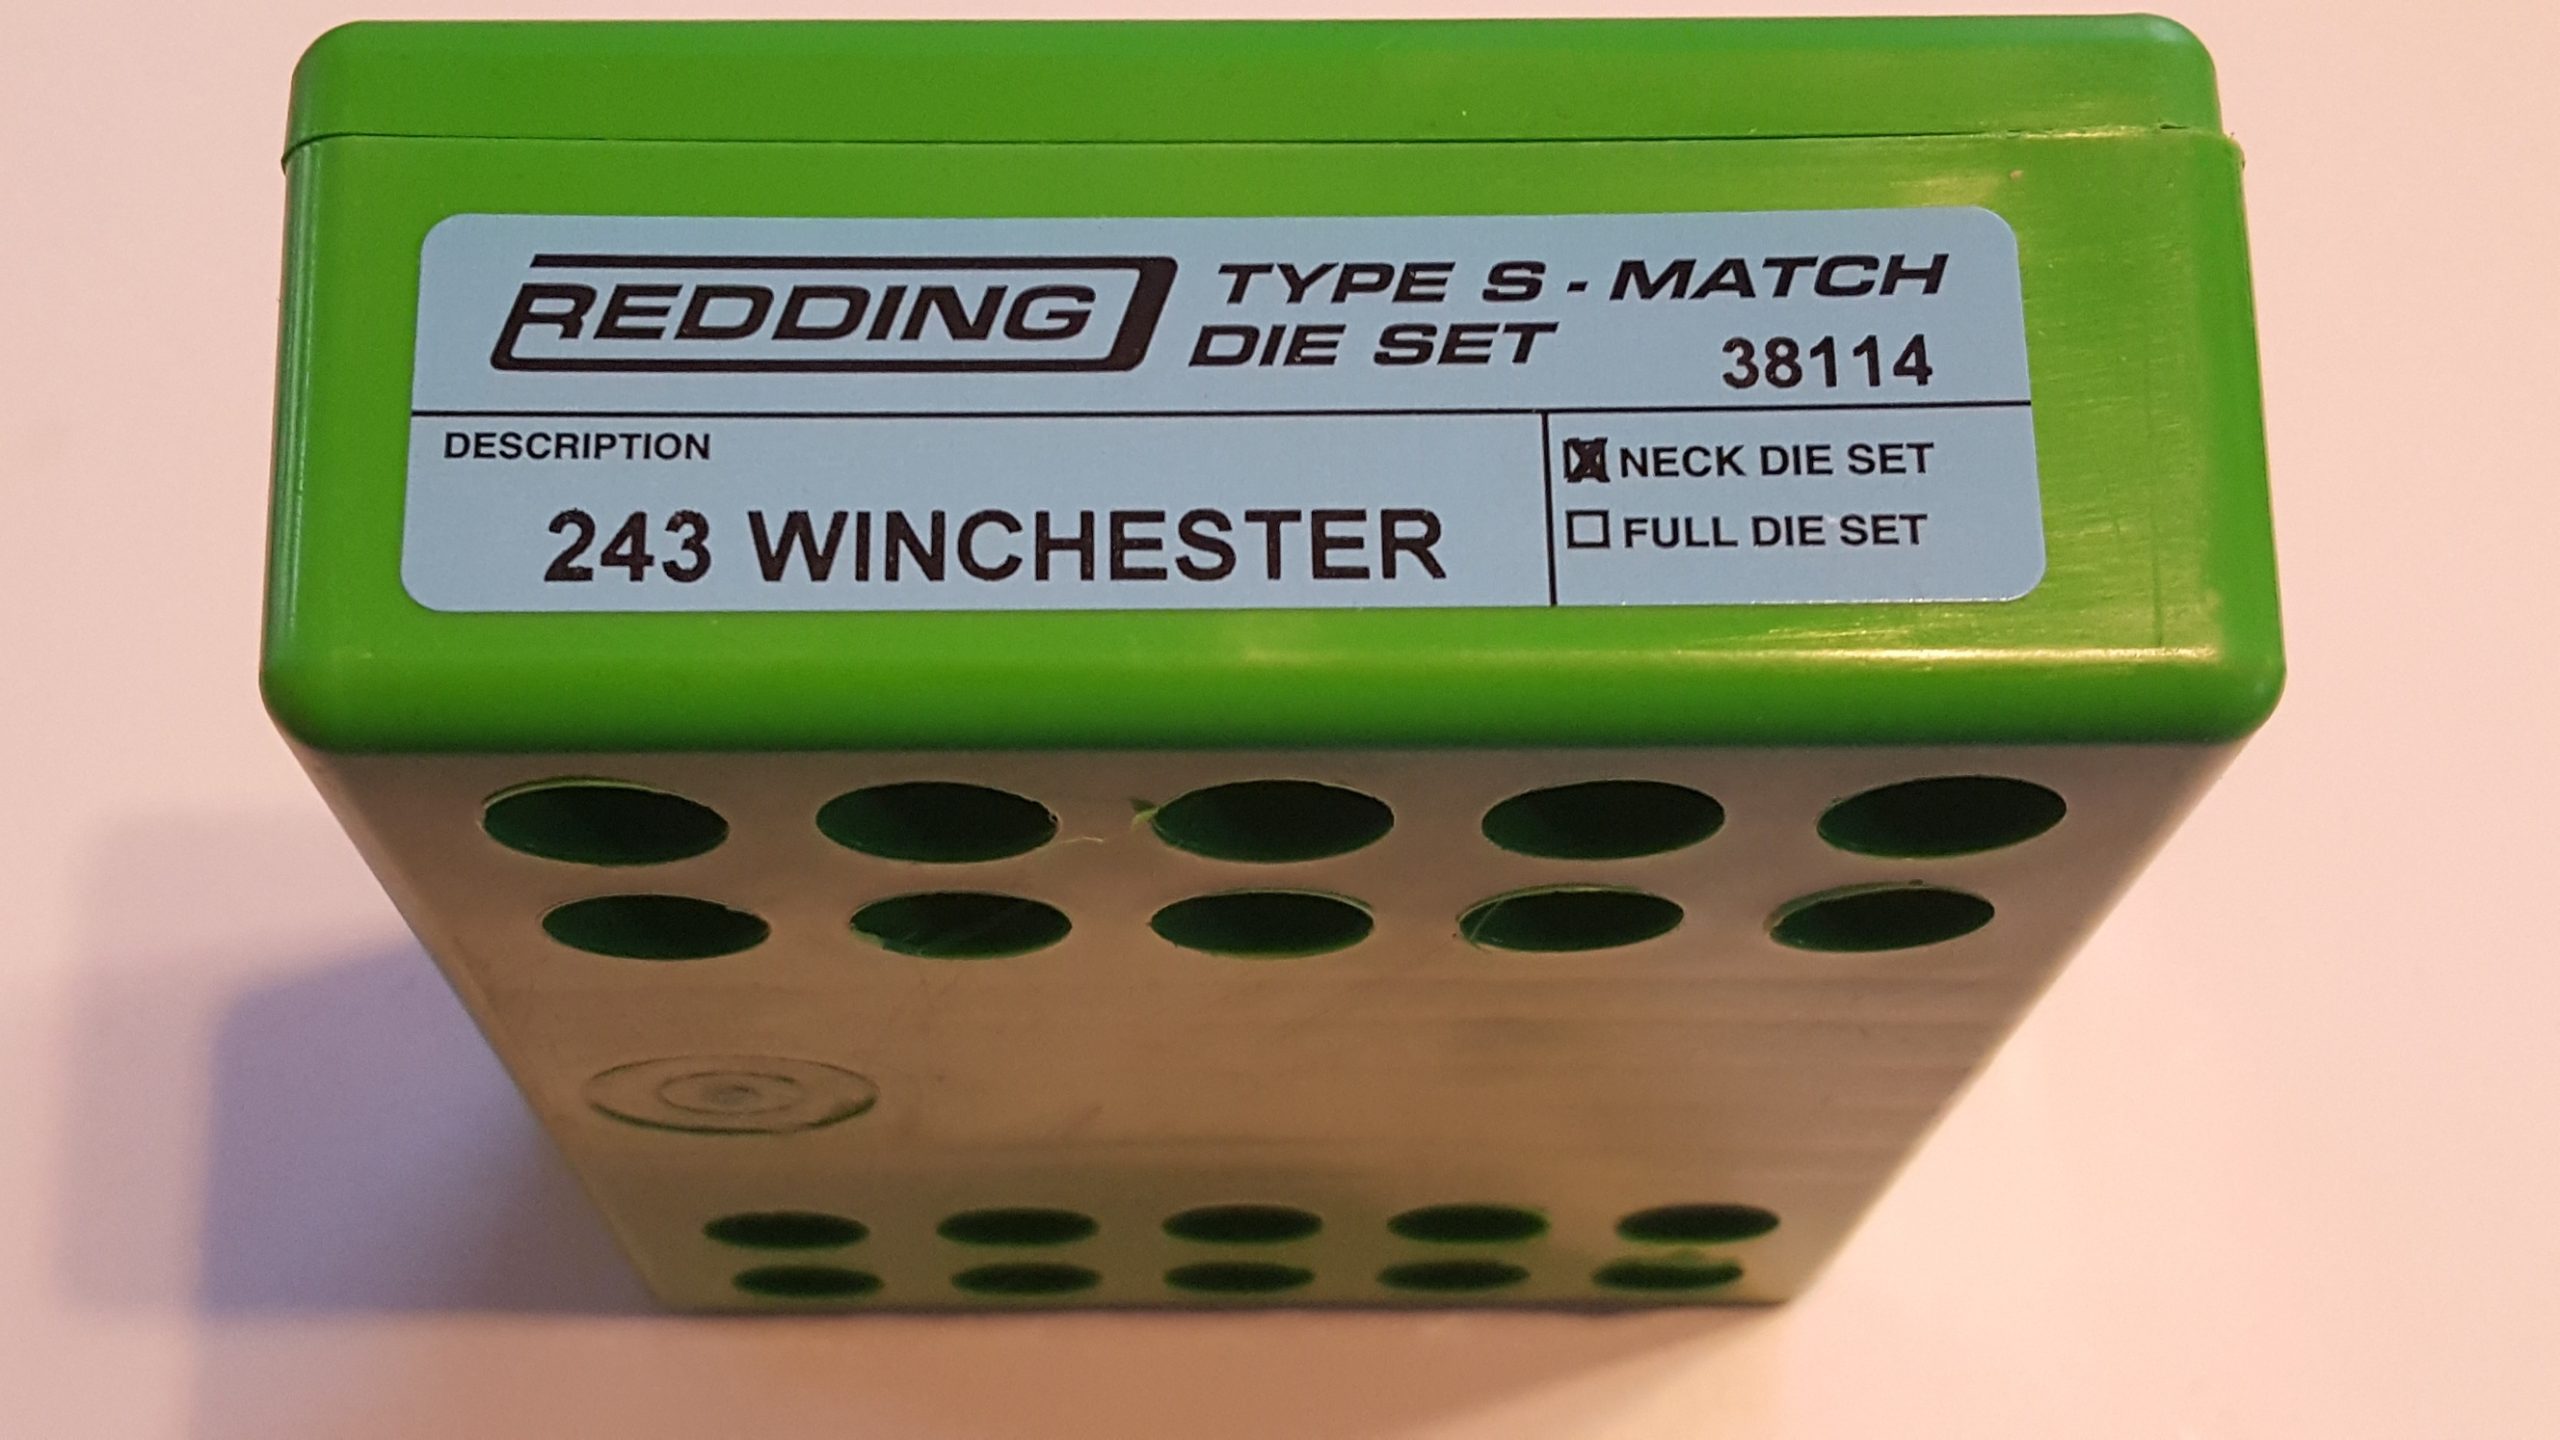 REDDING TYPE S - MATCH
DIE SET 38114
DESCRIPTION
243 WINCHESTER
NECK DIE SET
FULL DIE SET